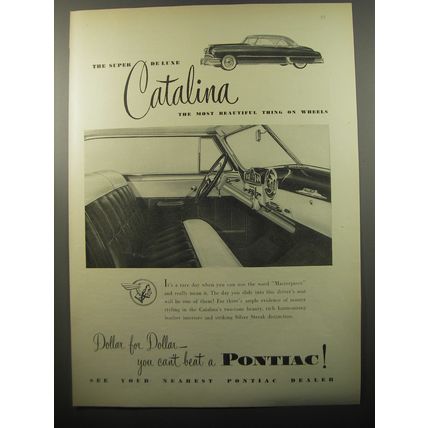 THE SUPER DE LUXE
Catalina
THE MOST BEAUTIFUL THING ON WHEELS
It's a rare day when you can use the word "Masterpiece"
and really mean it. The day you slide into this driver's seat
will be one of them! For there's ample evidence of master
styling in the Catalina's two-tone beauty, rich harmonizing
leather interiors and striking Silver Streak distinction.
Dollar for Dollar—
you can't beat a PONTIAC!
SEE YOUR NEAREST PONTIAC DEALER